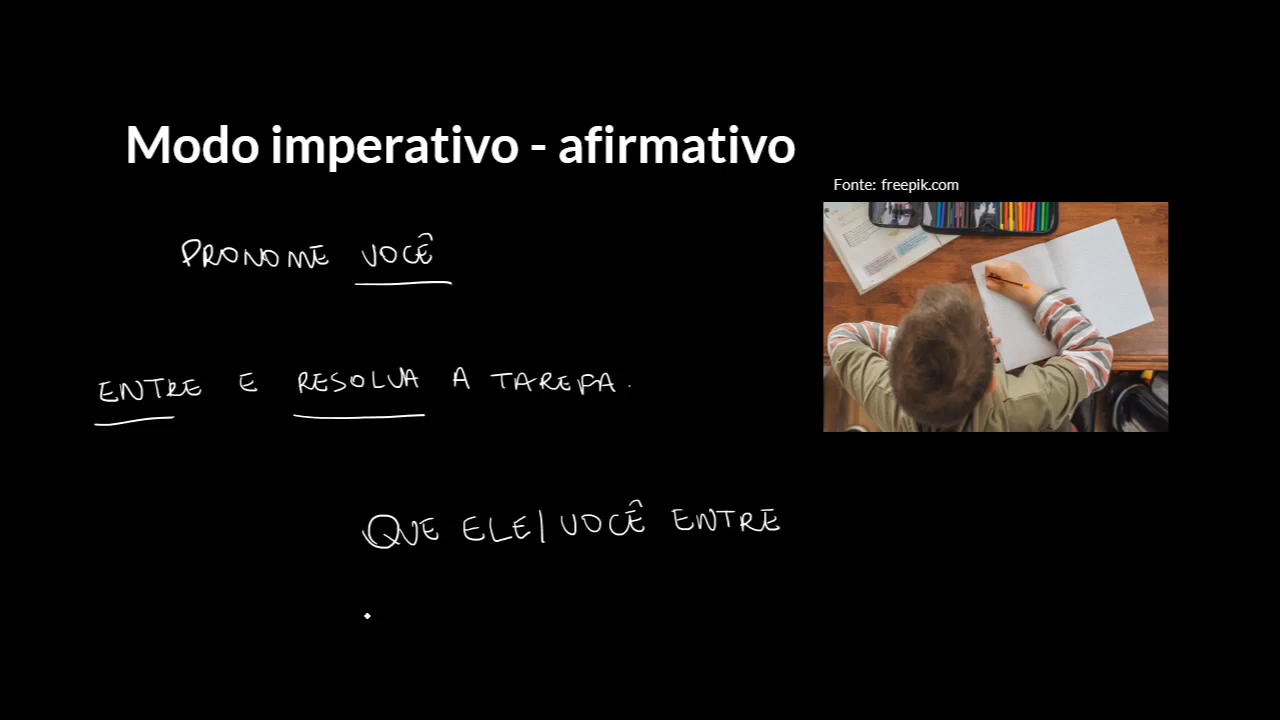 Modo imperativo - afirmativo
Fonte: freepik.com
PRONOME VOCÊ
ENTRE E RESOLVA A TAREFA.
QUE ELE/VOCÊ ENTRE